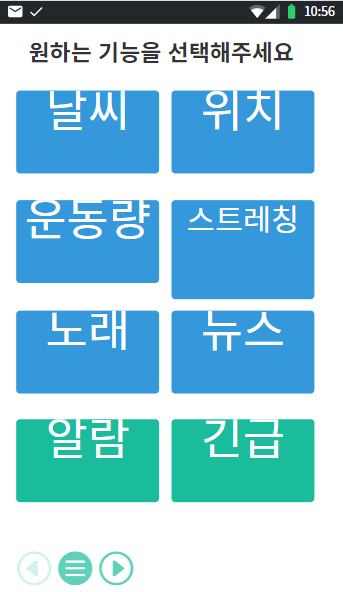 10:56
원하는 기능을 선택해주세요
날씨 위치
운동량 스트레칭
노래 뉴스
알람 긴급